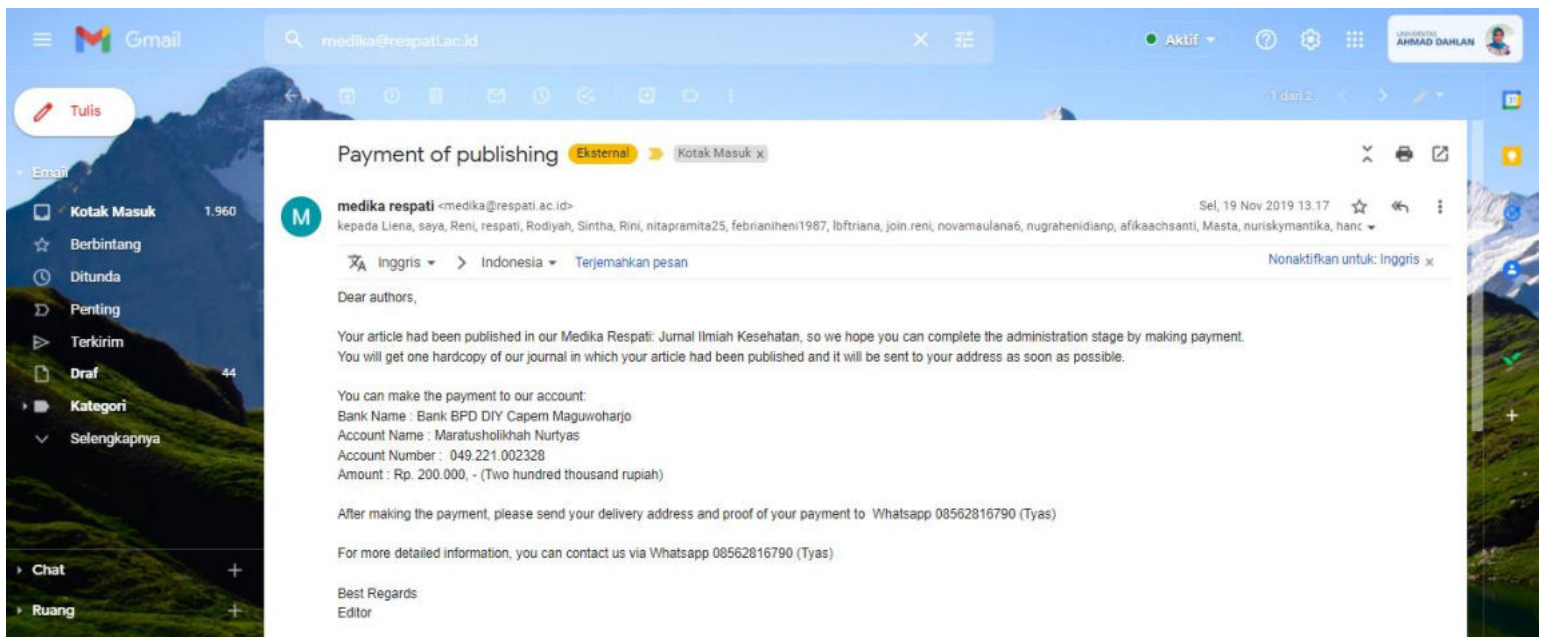 Gmail
medika@respati.ac.id
Aktif
UNIVERSITAS
AHMAD DAHLAN
Tulis
1 dari 2
Payment of publishing Eksternal Kotak Masuk x
Email
Kotak Masuk 1.960
Berbintang
Ditunda
Penting
Terkirim
Draf 44
Kategori
Selengkapnya
Chat
Ruang
M
medika respati <medika@respati.ac.id> Sel, 19 Nov 2019 13.17
kepada Liena, saya, Reni, respati, Rodiyah, Sintha, Rini, nitapramita25, febrianiheni1987, lbftriana, join.reni, novamaulana6, nugrahenidianp, afikaachsanti, Masta, nuriskymantika, hanc
Inggris > Indonesia Terjemahkan pesan Nonaktifkan untuk: Inggris x
Dear authors,
Your article had been published in our Medika Respati: Jurnal Ilmiah Kesehatan, so we hope you can complete the administration stage by making payment.
You will get one hardcopy of our journal in which your article had been published and it will be sent to your address as soon as possible.
You can make the payment to our account:
Bank Name : Bank BPD DIY Capem Maguwoharjo
Account Name : Maratusholikhah Nurtyas
Account Number : 049.221.002328
Amount : Rp. 200.000, - (Two hundred thousand rupiah)
After making the payment, please send your delivery address and proof of your payment to Whatsapp 08562816790 (Tyas)
For more detailed information, you can contact us via Whatsapp 08562816790 (Tyas)
Best Regards
Editor